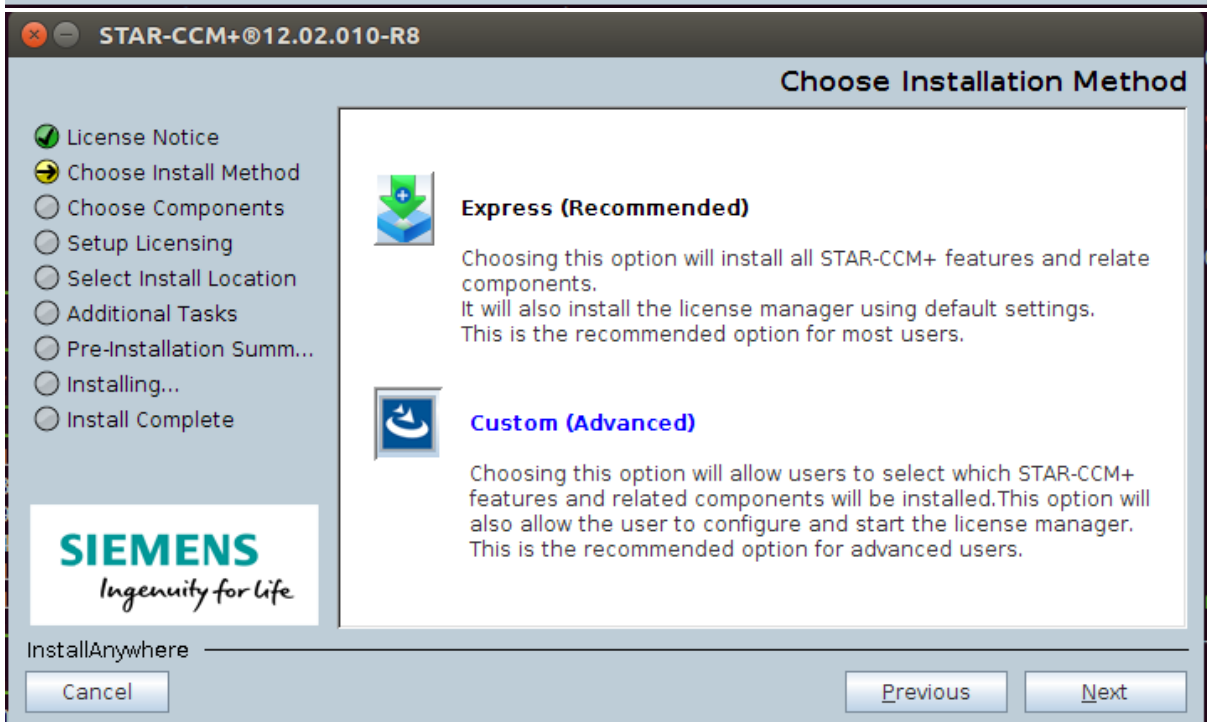 STAR-CCM+®12.02.010-R8
Choose Installation Method
License Notice
Choose Install Method
Choose Components
Setup Licensing
Select Install Location
Additional Tasks
Pre-Installation Summ...
Installing...
Install Complete
Express (Recommended)
Choosing this option will install all STAR-CCM+ features and relate
components.
It will also install the license manager using default settings.
This is the recommended option for most users.
Custom (Advanced)
Choosing this option will allow users to select which STAR-CCM+
features and related components will be installed.This option will
also allow the user to configure and start the license manager.
This is the recommended option for advanced users.
SIEMENS
Ingenuity for life
InstallAnywhere
Cancel
Previous
Next